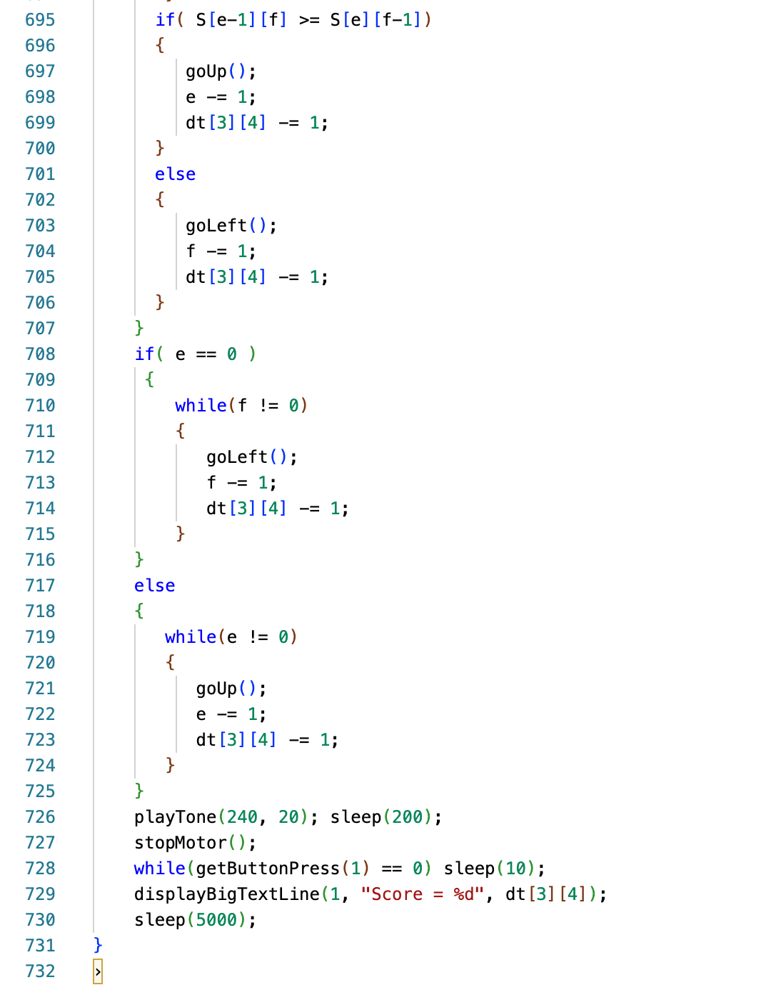 695 if( S[e-1][f] >= S[e][f-1])
696 {
697 goUp();
698 e -= 1;
699 dt[3][4] -= 1;
700 }
701 else
702 {
703 goLeft();
704 f -= 1;
705 dt[3][4] -= 1;
706 }
707 }
708 if( e == 0 )
709 {
710 while(f != 0)
711 {
712 goLeft();
713 f -= 1;
714 dt[3][4] -= 1;
715 }
716 }
717 else
718 {
719 while(e != 0)
720 {
721 goUp();
722 e -= 1;
723 dt[3][4] -= 1;
724 }
725 }
726 playTone(240, 20); sleep(200);
727 stopMotor();
728 while(getButtonPress(1) == 0) sleep(10);
729 displayBigTextLine(1, "Score = %d", dt[3][4]);
730 sleep(5000);
731 }
732 ›